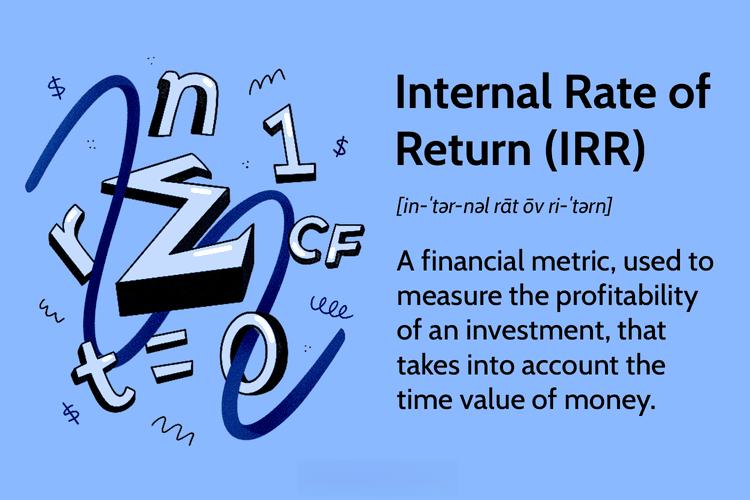 $
n
1
$
Σ
r
CF
t
=
0
$
Internal Rate of
Return (IRR)
[in-ˈtər-nəl rāt ōv ri-ˈtərn]
A financial metric, used to
measure the profitability
of an investment, that
takes into account the
time value of money.